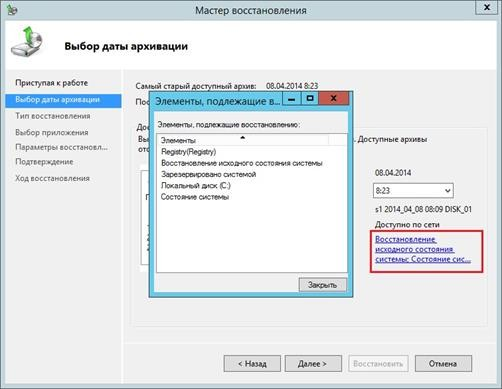 Мастер восстановления
Выбор даты архивации
Приступая к работе
Выбор даты архивации
Тип восстановления
Выбор приложения
Параметры восстановл...
Подтверждение
Ход восстановления
Самый старый доступный архив: 08.04.2014 8:23
Пос
Дос
Вы
ото
. Доступные архивы
Элементы, подлежащие в...
Элементы, подлежащие восстановлению:
Элементы
Registry(Registry)
Восстановление исходного состояния системы
Зарезервировано системой
Локальный диск (C:)
Состояние системы
Закрыть
08.04.2014
8:23
s1 2014_04_08 08:09 DISK_01
Доступно по сети
Восстановление
исходного состояния
системы; Состояние сис...
< Назад
Далее >
Восстановить
Отмена